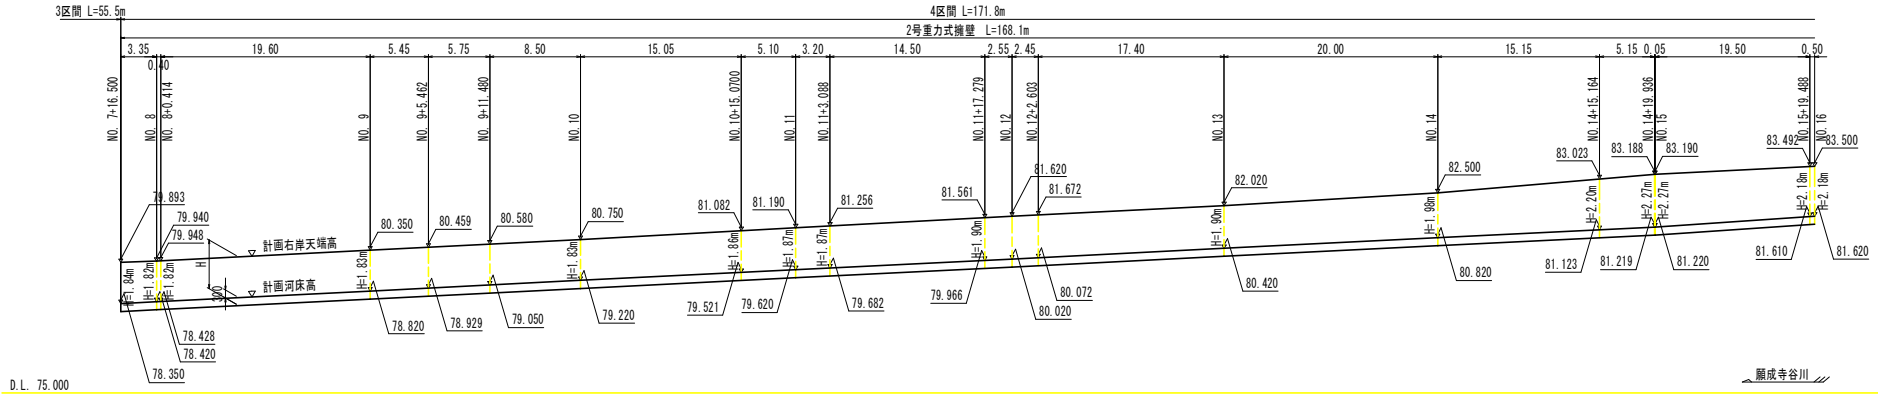 3区間 L=55.5m
4区間 L=171.8m
2号重力式擁壁 L=168.1m
3.35
0.40
19.60
5.45
5.75
8.50
15.05
5.10
3.20
14.50
2.55
2.45
17.40
20.00
15.15
5.15
0.05
19.50
0.50
NO. 7+16.500
NO. 8
NO. 8+0.414
NO. 9
NO. 9+5.462
NO. 9+11.480
NO.10
NO.10+15.0700
NO.11
NO.11+3.088
NO.11+17.279
NO.12
NO.12+2.603
NO.13
NO.14
NO.14+15.164
NO.14+19.936
NO.15
NO.15+19.488
NO.16
79.893
79.940
79.948
80.350
80.459
80.580
80.750
81.082
81.190
81.256
81.561
81.620
81.672
82.020
82.500
83.023
83.188
83.190
83.492
83.500
計画右岸天端高
H
計画河床高
300
H=1.84m
H=1.82m
H=1.82m
H=1.83m
H=1.83m
H=1.86m
H=1.87m
H=1.87m
H=1.90m
H=1.90m
H=1.98m
H=2.20m
H=2.27m
H=2.27m
H=2.18m
H=2.18m
78.428
78.420
78.350
78.820
78.929
79.050
79.220
79.521
79.620
79.682
79.966
80.020
80.072
80.420
80.820
81.123
81.219
81.220
81.610
81.620
願成寺谷川
D.L. 75.000